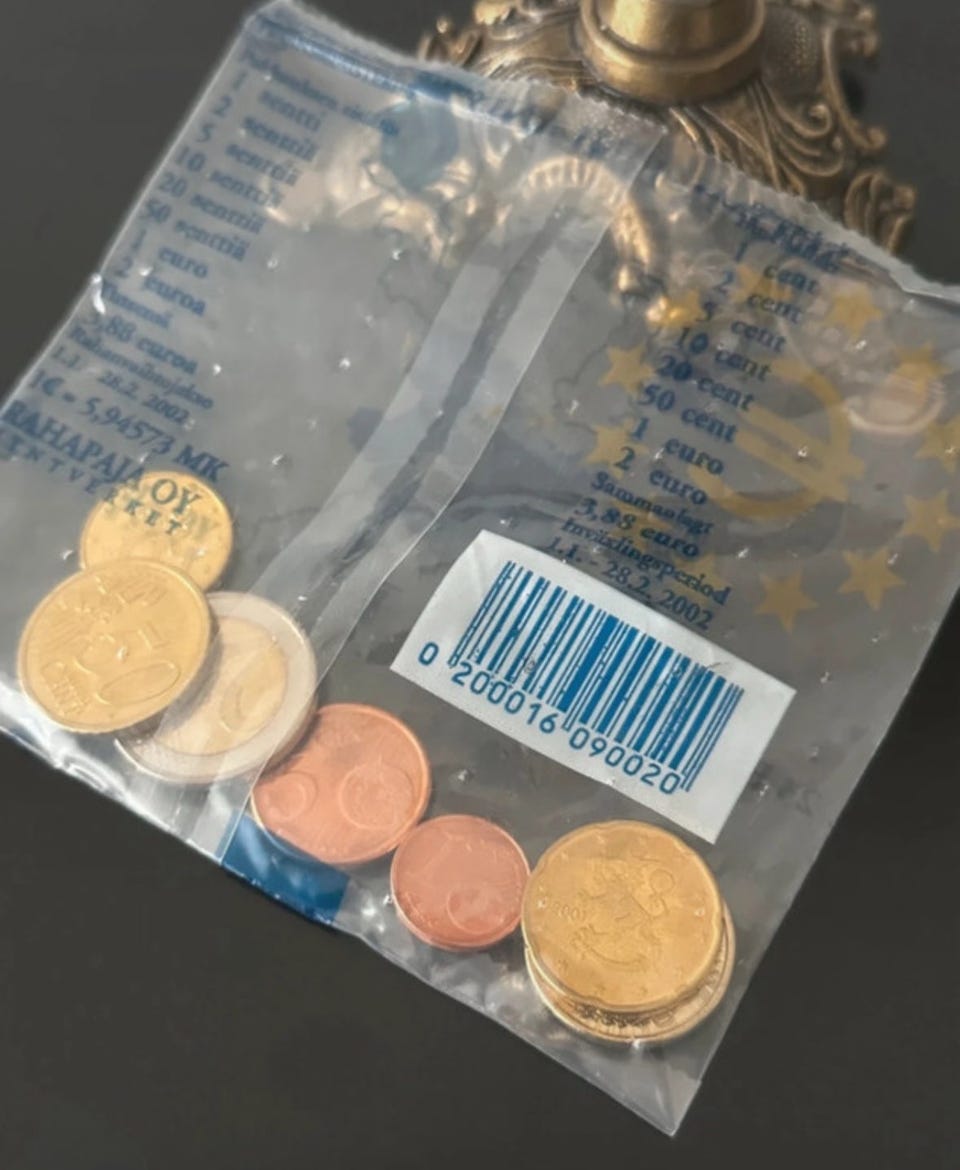 1 sentti
2 senttiä
5 senttiä
10 senttiä
20 senttiä
50 senttiä
1 euro
2 euroa
3,88 euroa
1.1. - 28.2. 2002
1€ = 5,94573 MK
RAHAPAJA OY
1 cent
2 cent
5 cent
10 cent
20 cent
50 cent
1 euro
2 euro
Sammanlagt
3,88 euro
Inväxlingsperiod
1.1. - 28.2. 2002
0 200016 090020
50
2001